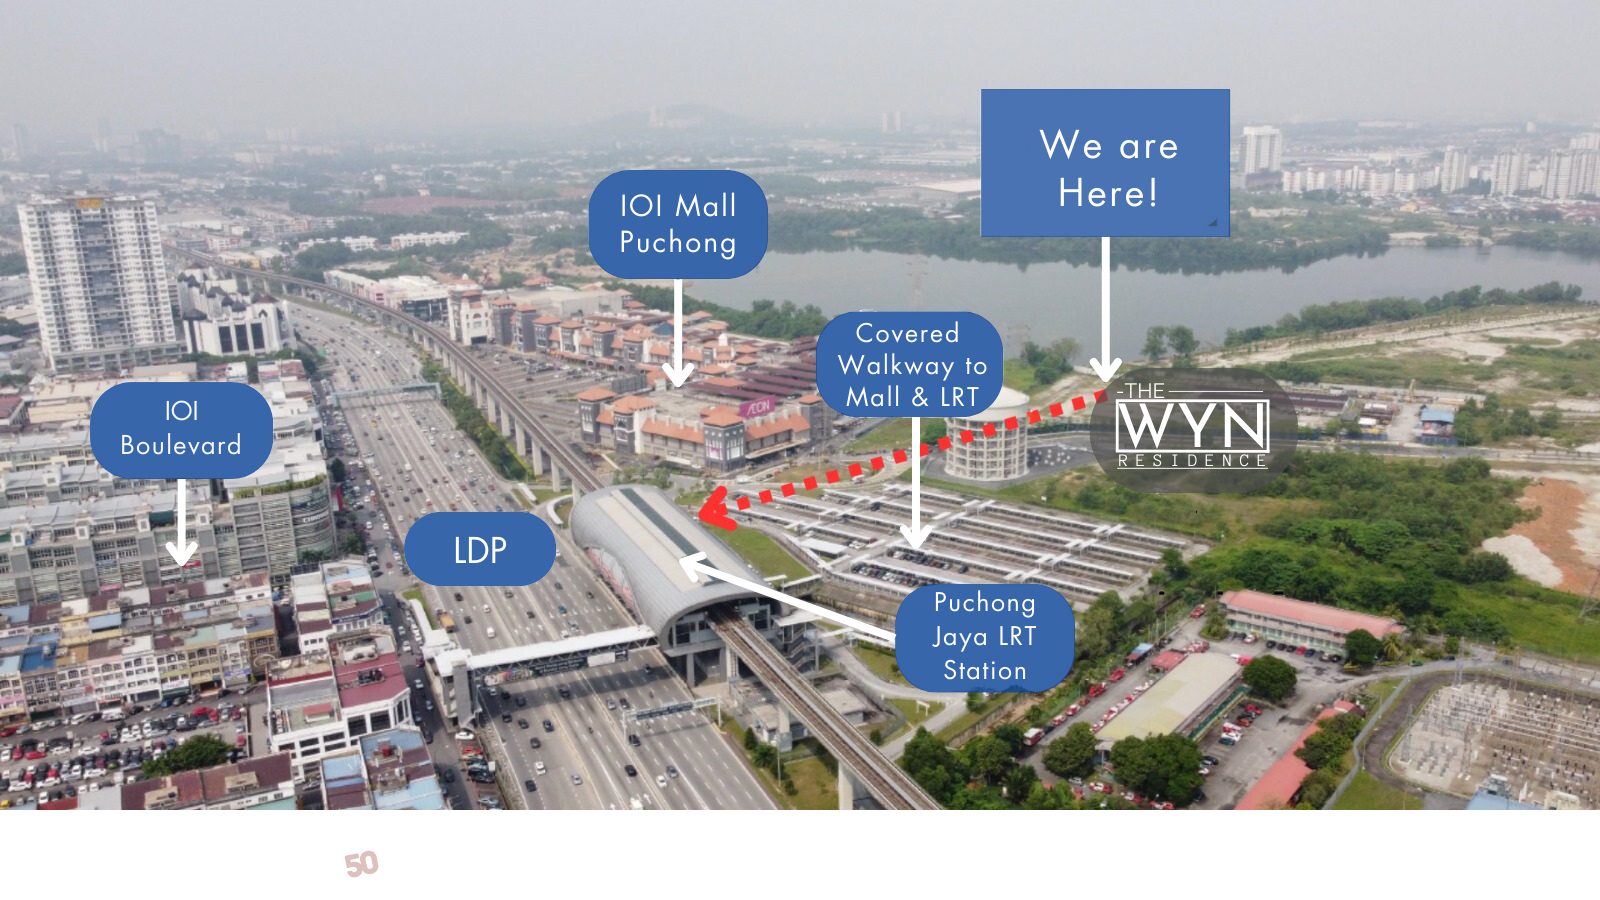 We are
Here!
IOI Mall
Puchong
Covered
Walkway to
Mall & LRT
-THE
WYN
RESIDENCE
IOI
Boulevard
AEON
LDP
Puchong
Jaya LRT
Station
50